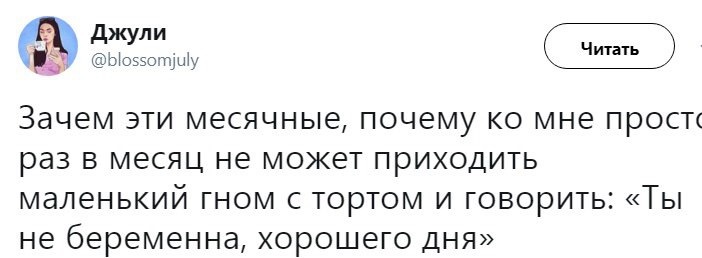 Джули
@blossomjuly
Читать
Зачем эти месячные, почему ко мне просто
раз в месяц не может приходить
маленький гном с тортом и говорить: «Ты
не беременна, хорошего дня»